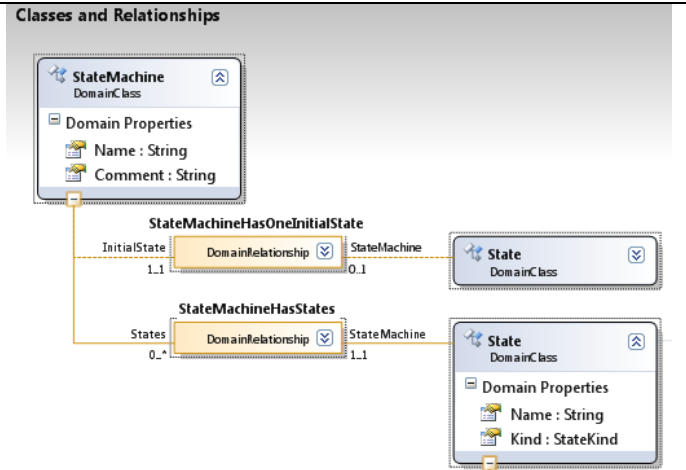 Classes and Relationships
StateMachine
DomainClass
Domain Properties
Name : String
Comment : String
StateMachineHasOneInitialState
InitialState
DomainRelationship
StateMachine
1..1
0..1
State
DomainClass
StateMachineHasStates
States
DomainRelationship
StateMachine
0..*
1..1
State
DomainClass
Domain Properties
Name : String
Kind : StateKind